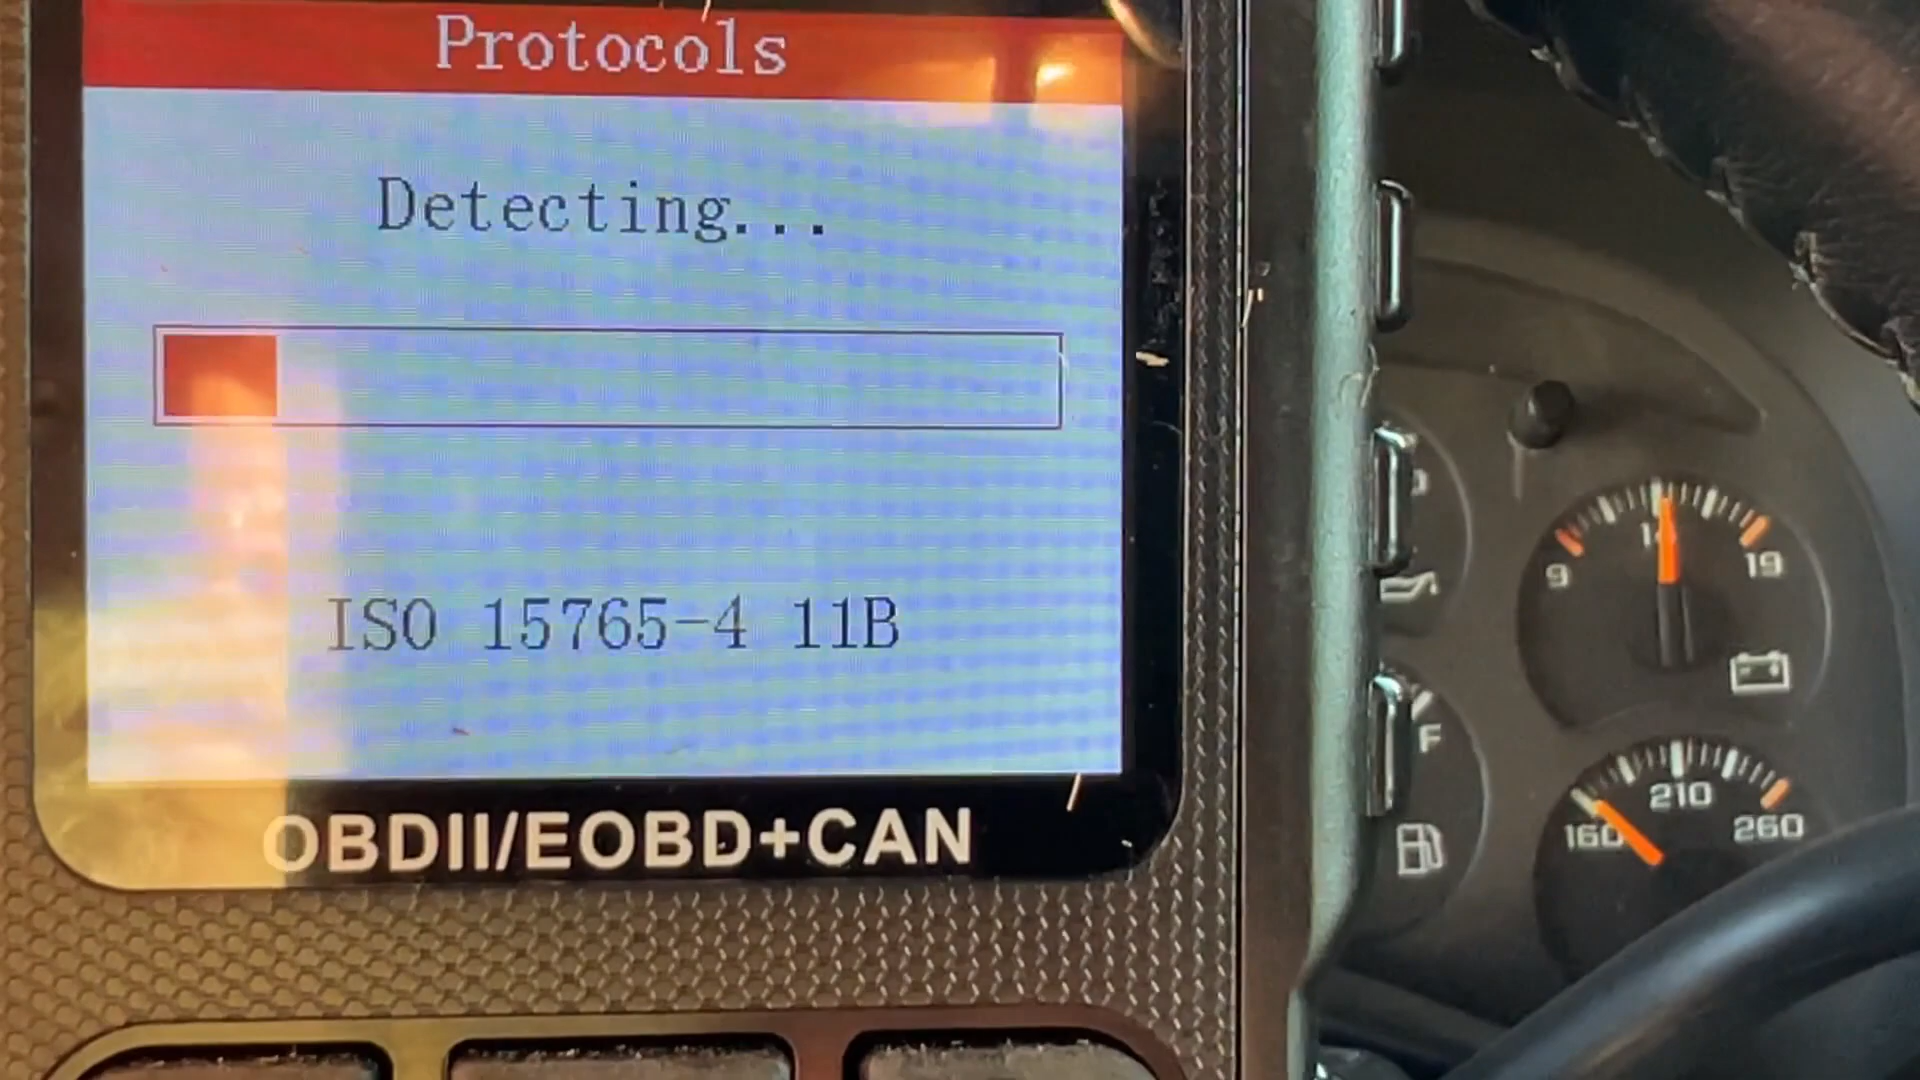 Protocols
Detecting...
ISO 15765-4 11B
OBDII/EOBD+CAN
9
19
F
160
210
260